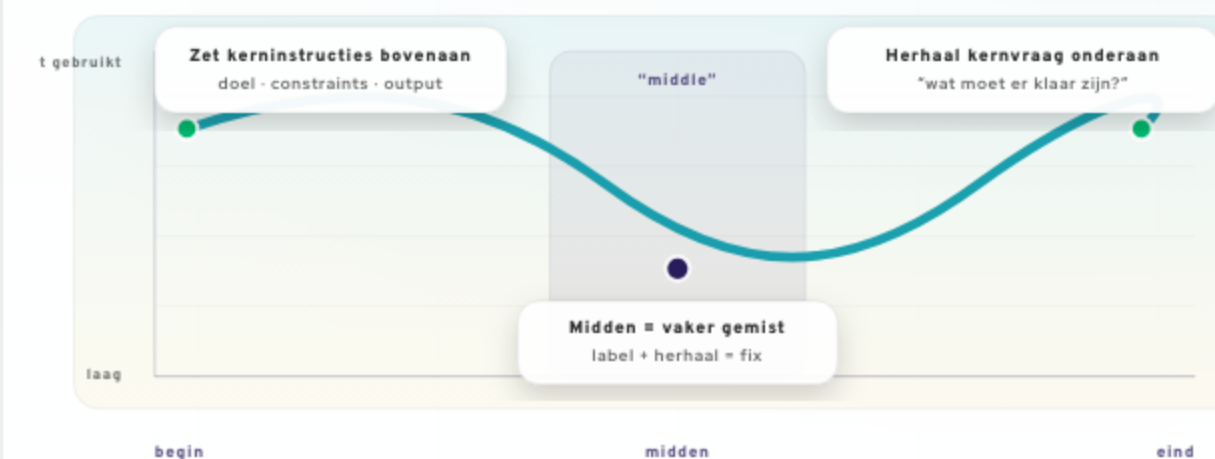 Zet kerninstructies bovenaan
doel · constraints · output
Herhaal kernvraag onderaan
“wat moet er klaar zijn?”
t gebruikt
“middle”
Midden = vaker gemist
label + herhaal = fix
laag
begin
midden
eind